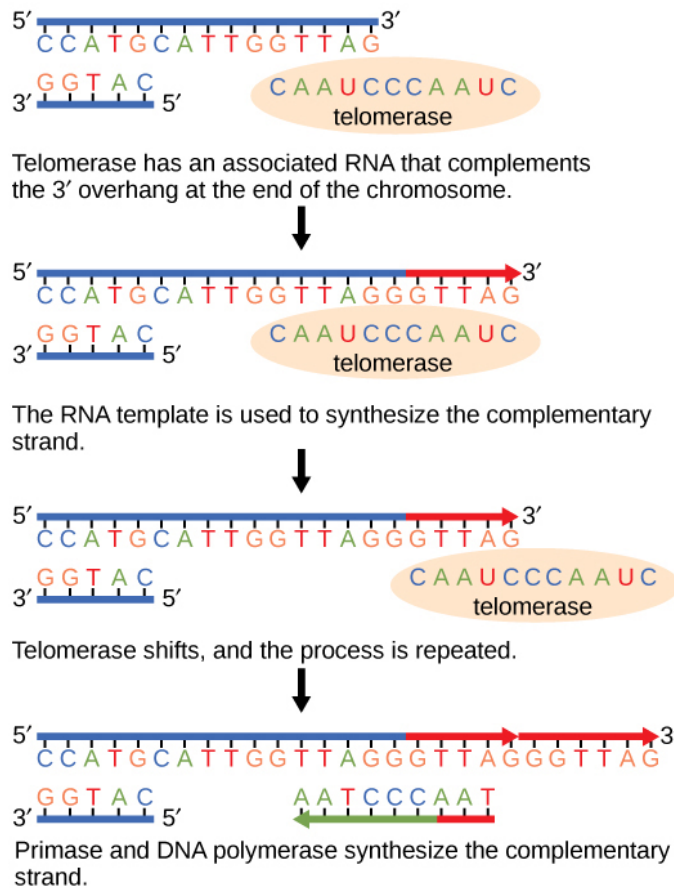 5′ 3′
C C A T G C A T T G G T T A G
G G T A C C A A U C C C A A U C
3′ 5′ telomerase
Telomerase has an associated RNA that complements
the 3′ overhang at the end of the chromosome.
5′ 3′
C C A T G C A T T G G T T A G G G T T A G
G G T A C C A A U C C C A A U C
3′ 5′ telomerase
The RNA template is used to synthesize the complementary
strand.
5′ 3′
C C A T G C A T T G G T T A G G G T T A G
G G T A C C A A U C C C A A U C
3′ 5′ telomerase
Telomerase shifts, and the process is repeated.
5′ 3
C C A T G C A T T G G T T A G G G T T A G G G T T A G
G G T A C A A T C C C A A T
3′ 5′
Primase and DNA polymerase synthesize the complementary
strand.